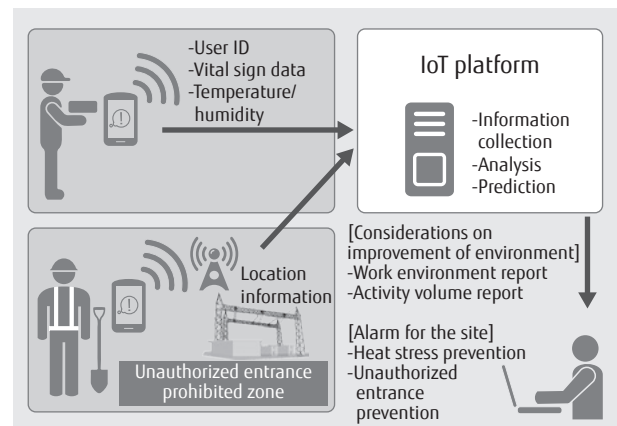 -User ID
-Vital sign data
-Temperature/
humidity
IoT platform
-Information
collection
-Analysis
-Prediction
Location
information
Unauthorized entrance
prohibited zone
[Considerations on
improvement of environment]
-Work environment report
-Activity volume report
[Alarm for the site]
-Heat stress prevention
-Unauthorized
entrance
prevention